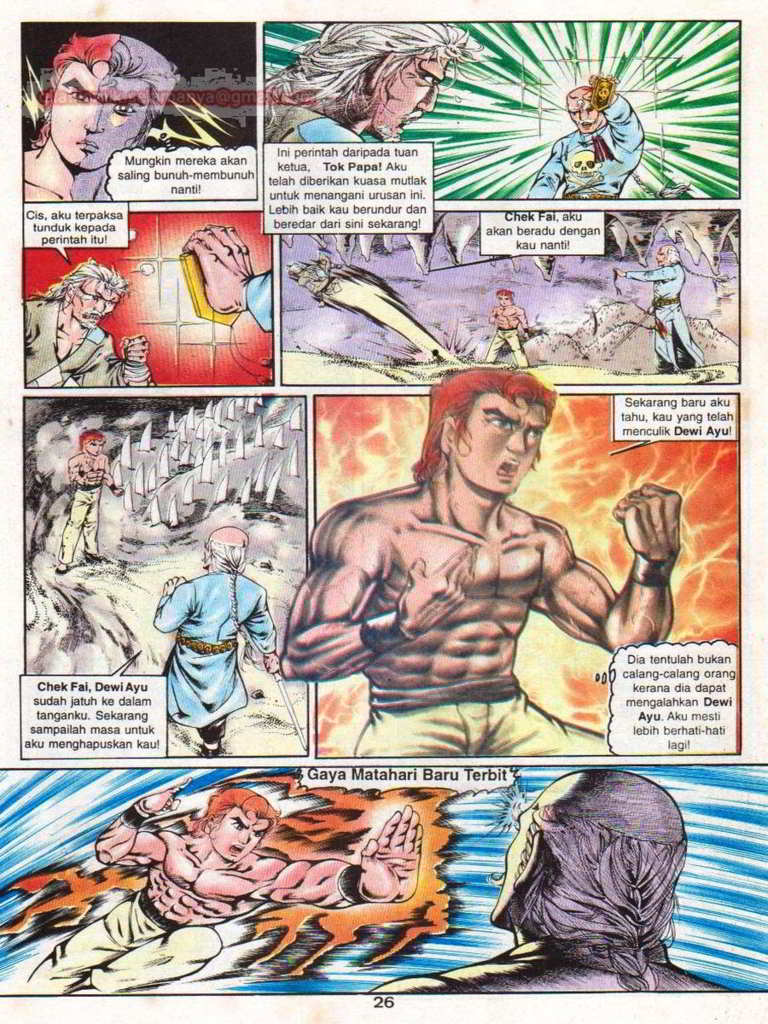 Mungkin mereka akan
saling bunuh-membunuh
nanti!
Ini perintah daripada tuan
ketua, Tok Papa! Aku
telah diberikan kuasa mutlak
untuk menangani urusan ini.
Lebih baik kau berundur dan
beredar dari sini sekarang!
Cis, aku terpaksa
tunduk kepada
perintah itu!
Chek Fai, aku
akan beradu dengan
kau nanti!
Chek Fai, Dewi Ayu
sudah jatuh ke dalam
tanganku. Sekarang
sampailah masa untuk
aku menghapuskan kau!
Sekarang baru aku
tahu, kau yang telah
menculik Dewi Ayu!
Dia tentulah bukan
calang-calang orang
kerana dia dapat
mengalahkan Dewi
Ayu. Aku mesti
lebih berhati-hati
lagi!
Gaya Matahari Baru Terbit
26